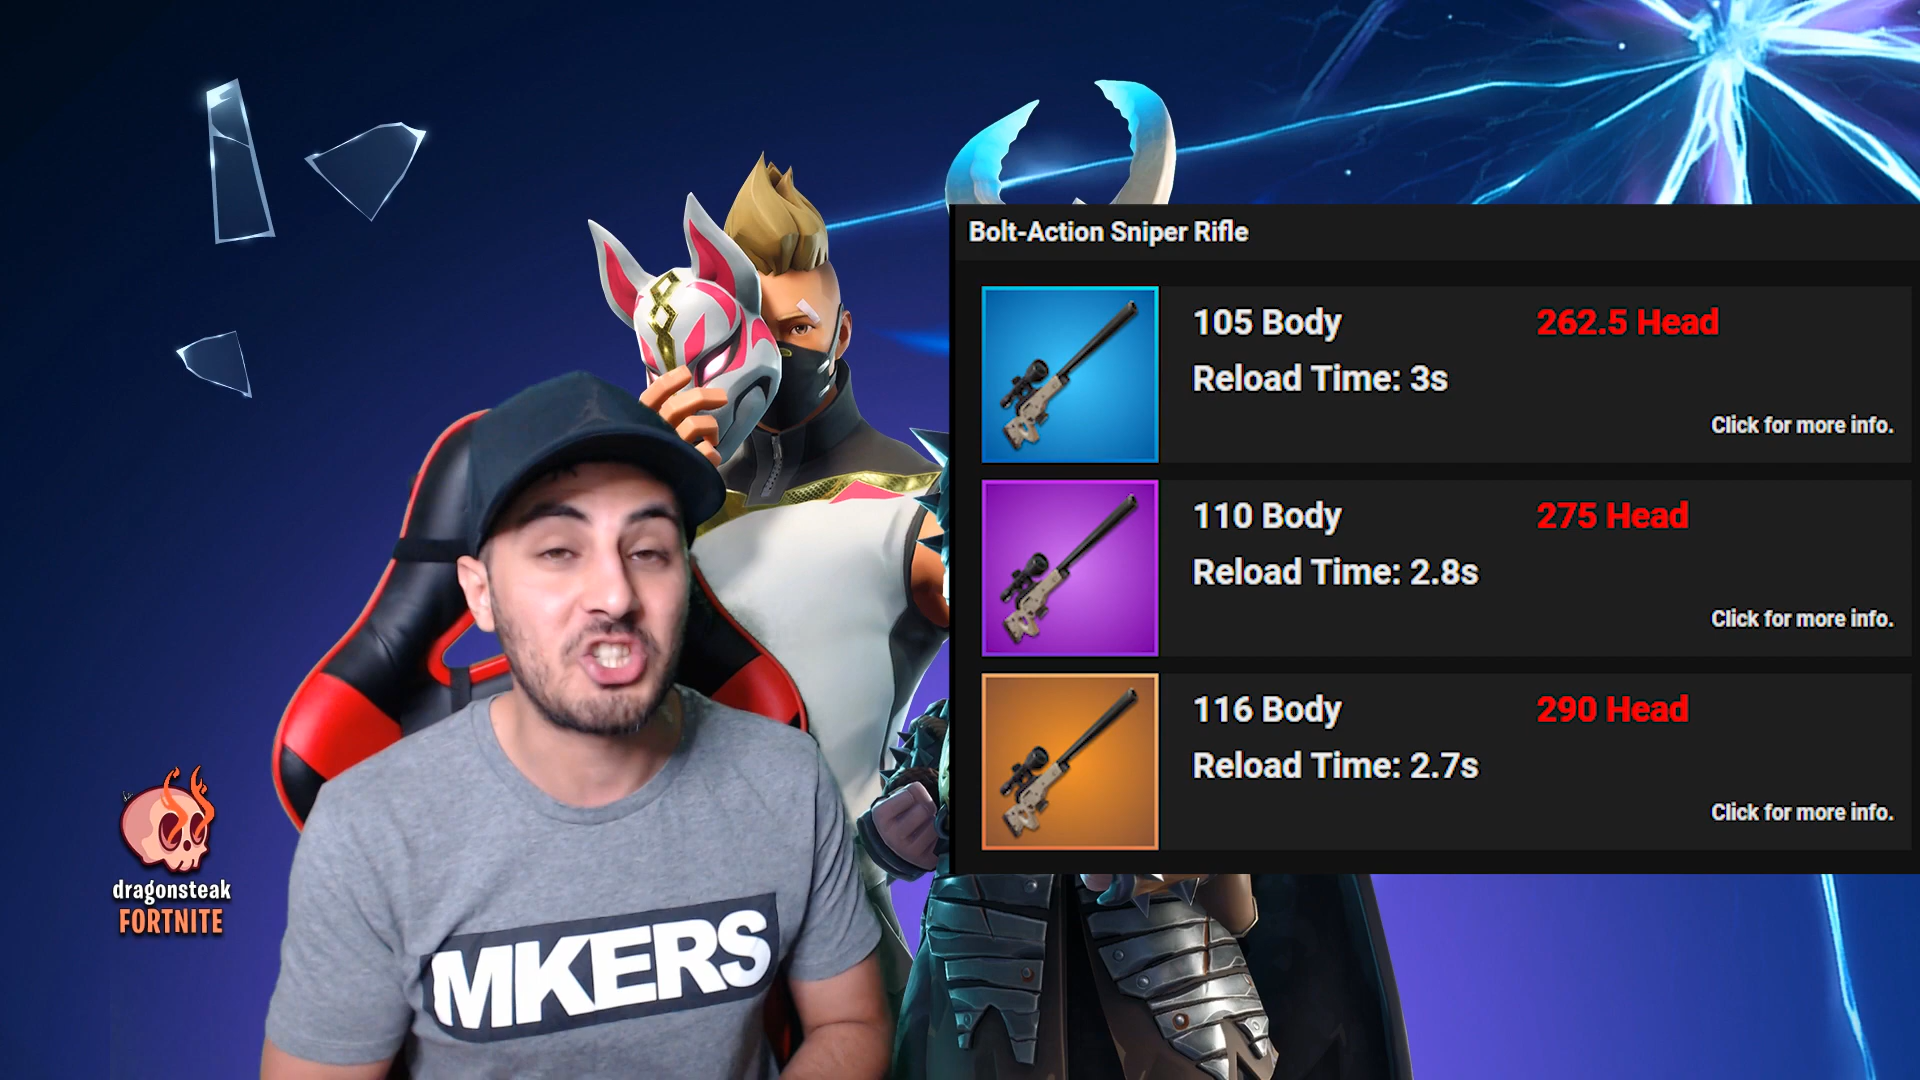 Bolt-Action Sniper Rifle
105 Body
262.5 Head
Reload Time: 3s
Click for more info.
110 Body
275 Head
Reload Time: 2.8s
Click for more info.
116 Body
290 Head
Reload Time: 2.7s
Click for more info.
dragonsteak
FORTNITE
MKERS